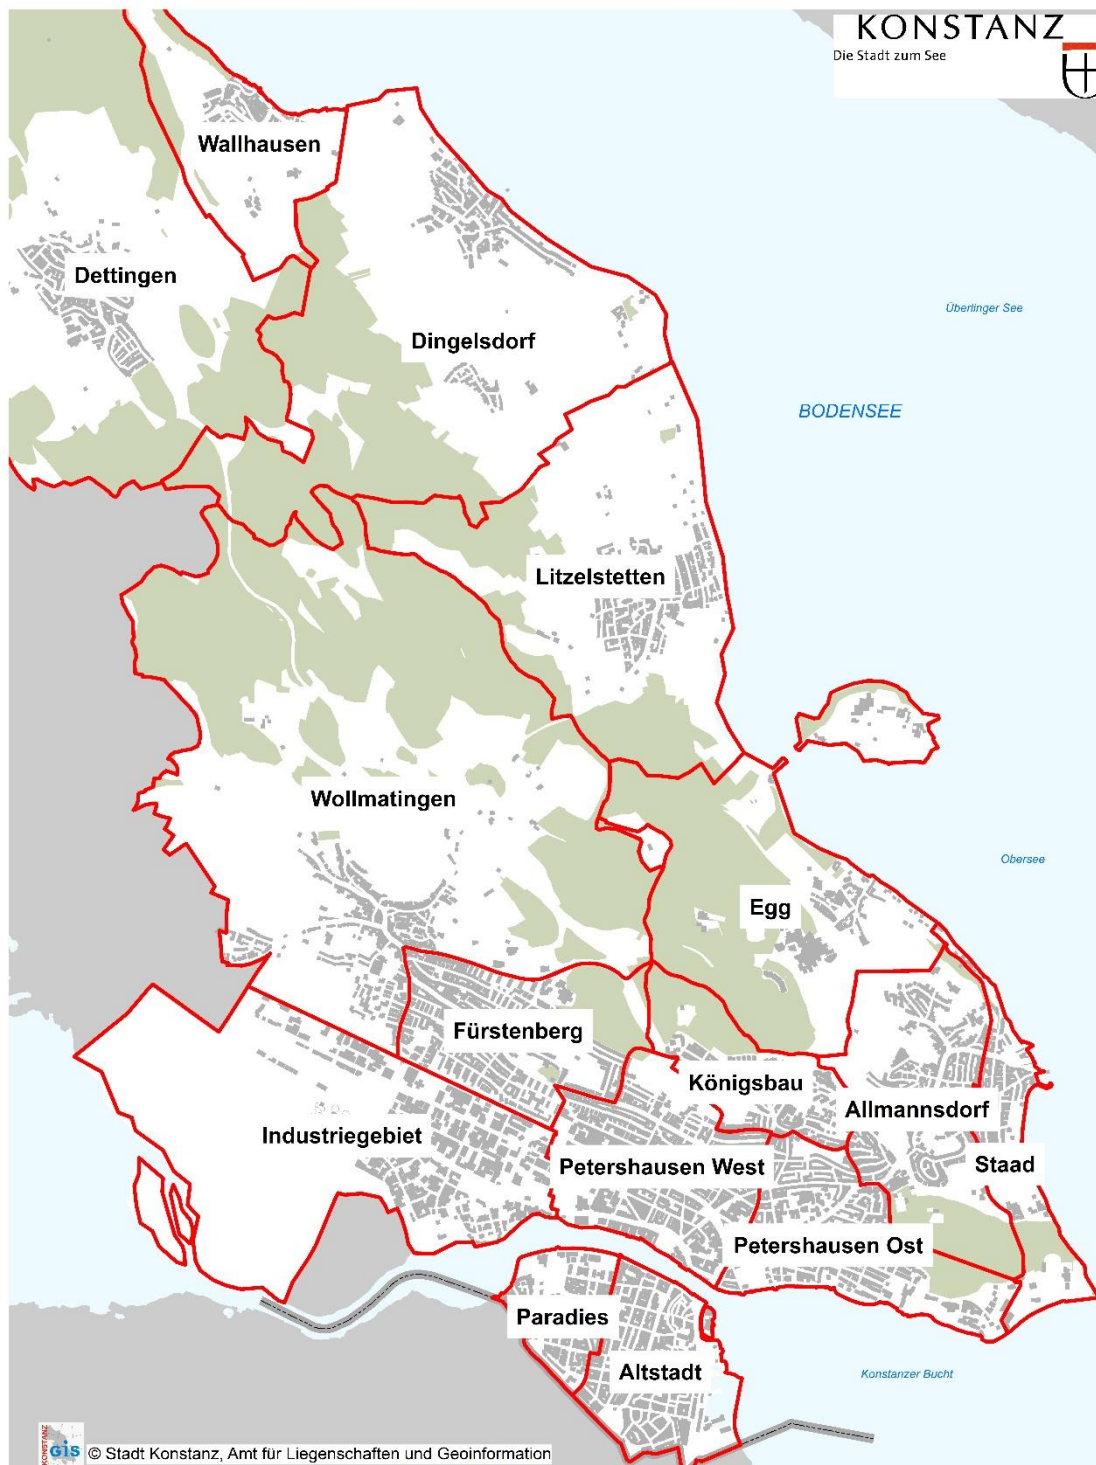 KONSTANZ
Die Stadt zum See
Wallhausen
Dettingen
Überlinger See
Dingelsdorf
BODENSEE
Litzelstetten
Wollmatingen
Obersee
Egg
Fürstenberg
Königsbau
Allmannsdorf
Industriegebiet
Petershausen West
Staad
Petershausen Ost
Paradies
Altstadt
Konstanzer Bucht
KONSTANZ
GIS
© Stadt Konstanz, Amt für Liegenschaften und Geoinformation